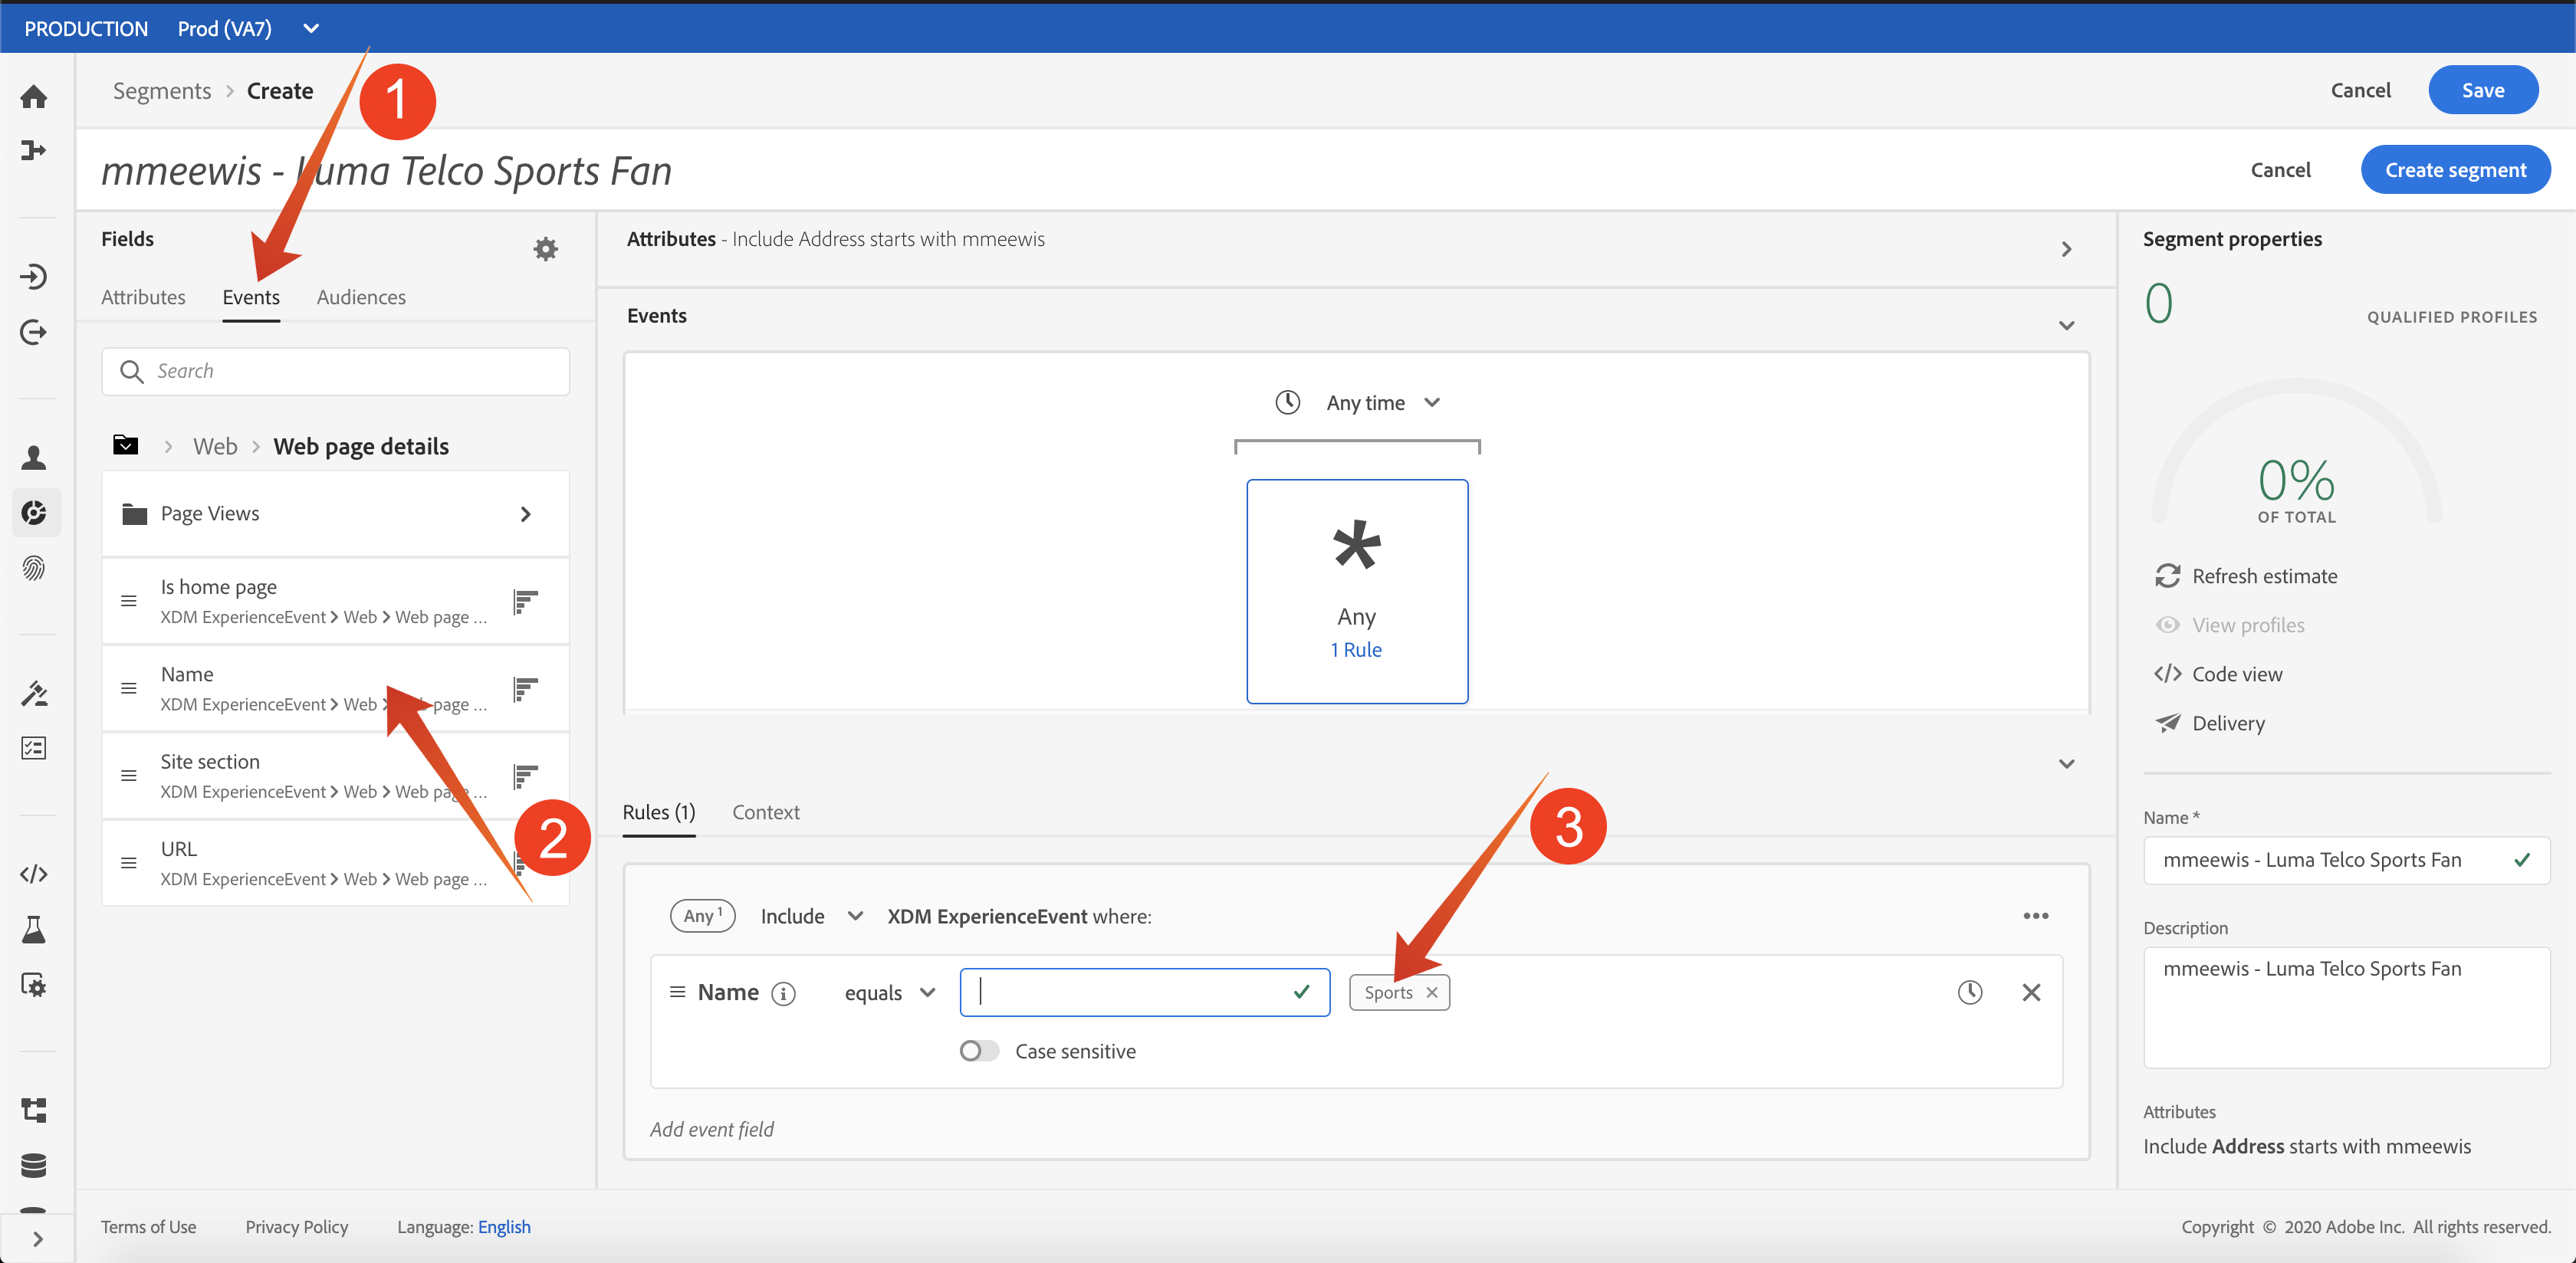 PRODUCTION Prod (VA7)
Segments > Create
Cancel Save
1
mmeewis - Luma Telco Sports Fan
Cancel Create segment
Fields
Attributes Events Audiences
Search
> Web > Web page details
Page Views
Is home page
XDM ExperienceEvent > Web > Web page ...
Name
XDM ExperienceEvent > Web > Web page ...
Site section
XDM ExperienceEvent > Web > Web page ...
2
URL
XDM ExperienceEvent > Web > Web page ...
Attributes - Include Address starts with mmeewis
Events
Any time
*
Any
1 Rule
Rules (1) Context
3
Any 1 Include XDM ExperienceEvent where:
Name equals Sports
Case sensitive
Add event field
Segment properties
0 QUALIFIED PROFILES
0%
OF TOTAL
Refresh estimate
View profiles
</> Code view
Delivery
Name *
mmeewis - Luma Telco Sports Fan
Description
mmeewis - Luma Telco Sports Fan
Attributes
Include Address starts with mmeewis
Terms of Use Privacy Policy Language: English
Copyright © 2020 Adobe Inc. All rights reserved.